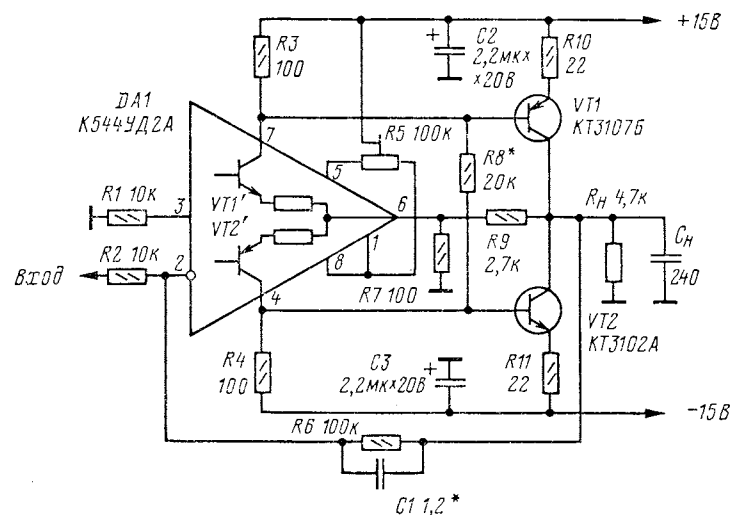 +15В
R3
100
C2
2,2мк×
×20В
R10
22
DA1
К544УД2А
7
R5 100к
5
VT1
КТ3107Б
R8*
20к
R1 10к
3
VT1'
VT2'
6
Rн 4,7к
R2 10к
2
1
R9
2,7к
Cн
240
Вход
8
R7 100
4
VT2
КТ3102А
R4
100
C3
2,2мк×20В
R11
22
-15В
R6 100к
C1 1,2*